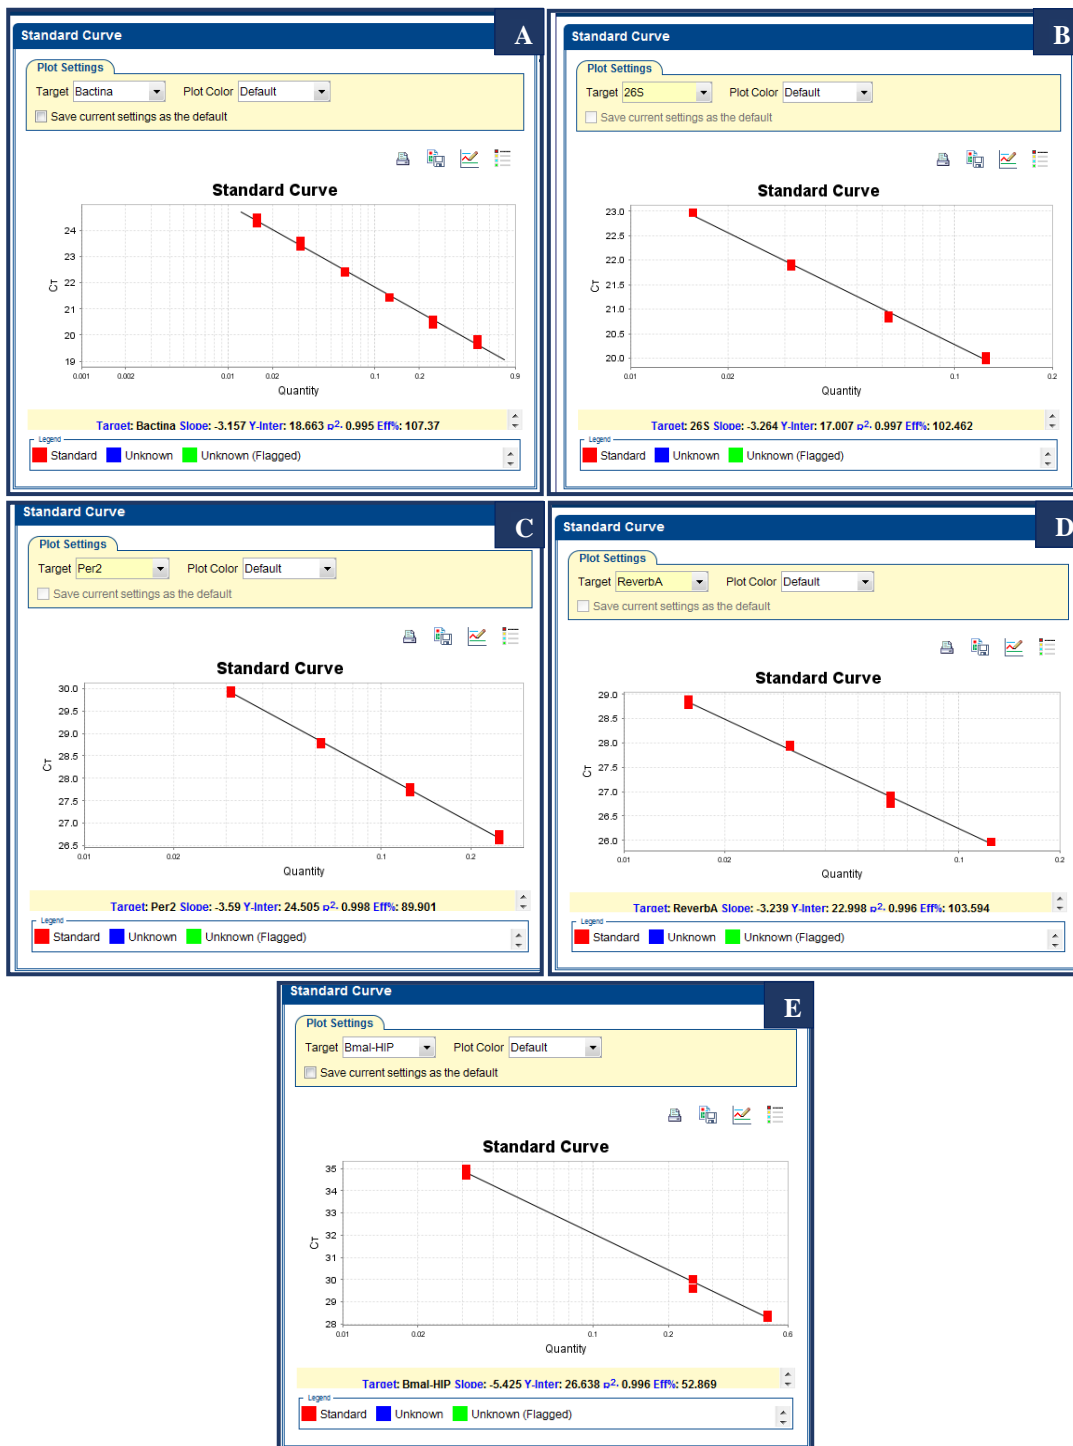 Standard Curve
A
Plot Settings
Target Bactina Plot Color Default
Save current settings as the default
Standard Curve
24
23
22
21
20
19
CT
0.001 0.002 0.01 0.02 0.1 0.2 0.9
Quantity
Target: Bactina Slope: -3.157 Y-Inter: 18.663 R²: 0.995 Eff%: 107.37
Legend
Standard Unknown Unknown (Flagged)
Standard Curve
B
Plot Settings
Target 26S Plot Color Default
Save current settings as the default
Standard Curve
23.0
22.5
22.0
21.5
21.0
20.5
20.0
CT
0.01 0.02 0.1 0.2
Quantity
Target: 26S Slope: -3.264 Y-Inter: 17.007 R²: 0.997 Eff%: 102.462
Legend
Standard Unknown Unknown (Flagged)
Standard Curve
C
Plot Settings
Target Per2 Plot Color Default
Save current settings as the default
Standard Curve
30.0
29.5
29.0
28.5
28.0
27.5
27.0
26.5
CT
0.01 0.02 0.1 0.2
Quantity
Target: Per2 Slope: -3.59 Y-Inter: 24.505 R²: 0.998 Eff%: 89.901
Legend
Standard Unknown Unknown (Flagged)
Standard Curve
D
Plot Settings
Target ReverbA Plot Color Default
Save current settings as the default
Standard Curve
29.0
28.5
28.0
27.5
27.0
26.5
26.0
CT
0.01 0.02 0.1 0.2
Quantity
Target: ReverbA Slope: -3.239 Y-Inter: 22.998 R²: 0.996 Eff%: 103.594
Legend
Standard Unknown Unknown (Flagged)
Standard Curve
E
Plot Settings
Target Bmal-HIP Plot Color Default
Save current settings as the default
Standard Curve
35
34
33
32
31
30
29
28
CT
0.01 0.02 0.1 0.2 0.6
Quantity
Target: Bmal-HIP Slope: -5.425 Y-Inter: 26.638 R²: 0.996 Eff%: 52.869
Legend
Standard Unknown Unknown (Flagged)